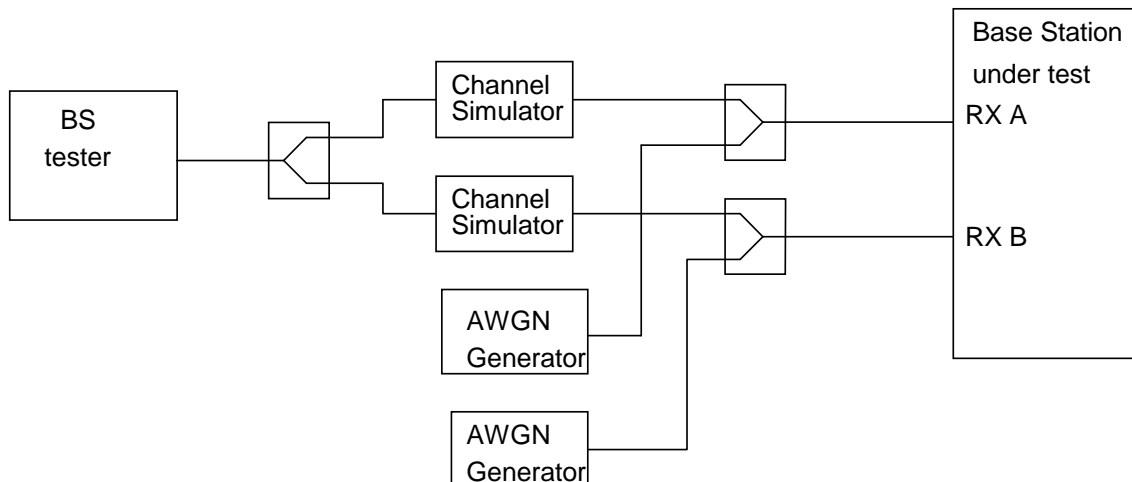 BS
tester
Channel
Simulator
Channel
Simulator
AWGN
Generator
AWGN
Generator
Base Station
under test
RX A
RX B